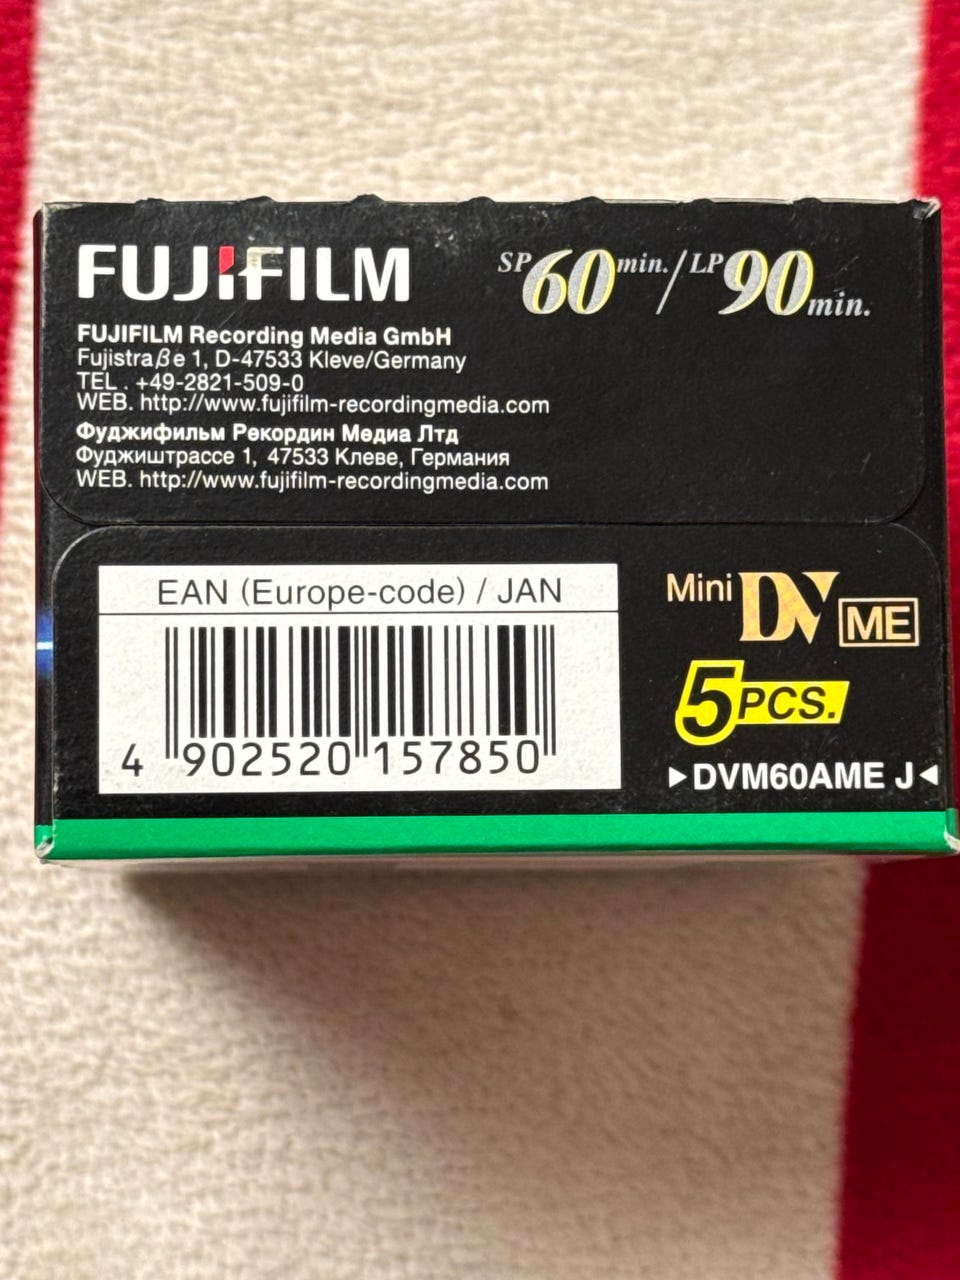 FUJIFILM
SP60min./LP90min.
FUJIFILM Recording Media GmbH
Fujistraβe 1, D-47533 Kleve/Germany
TEL . +49-2821-509-0
WEB. http://www.fujifilm-recordingmedia.com
Фуджифильм Рекордин Медиа Лтд
Фуджиштрассе 1, 47533 Клеве, Германия
WEB. http://www.fujifilm-recordingmedia.com
EAN (Europe-code) / JAN
4 902520 157850
Mini DV ME
5 PCS.
▶DVM60AME J◀